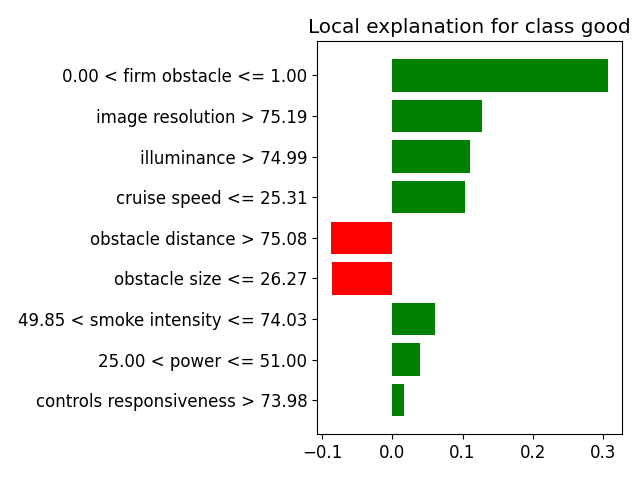 Local explanation for class good
0.00 < firm obstacle <= 1.00
image resolution > 75.19
illuminance > 74.99
cruise speed <= 25.31
obstacle distance > 75.08
obstacle size <= 26.27
49.85 < smoke intensity <= 74.03
25.00 < power <= 51.00
controls responsiveness > 73.98
−0.1 0.0 0.1 0.2 0.3